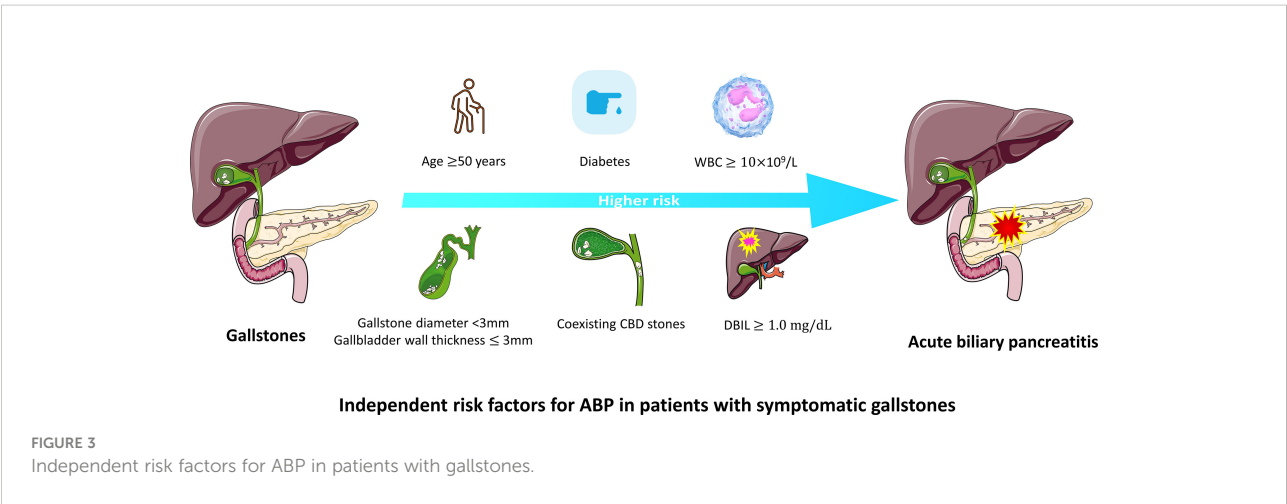 Age ≥50 years
Diabetes
WBC ≥ 10×10⁹/L
Higher risk
Gallstone diameter <3mm
Gallbladder wall thickness ≤ 3mm
Coexisting CBD stones
DBIL ≥ 1.0 mg/dL
Gallstones
Acute biliary pancreatitis
Independent risk factors for ABP in patients with symptomatic gallstones
FIGURE 3
Independent risk factors for ABP in patients with gallstones.